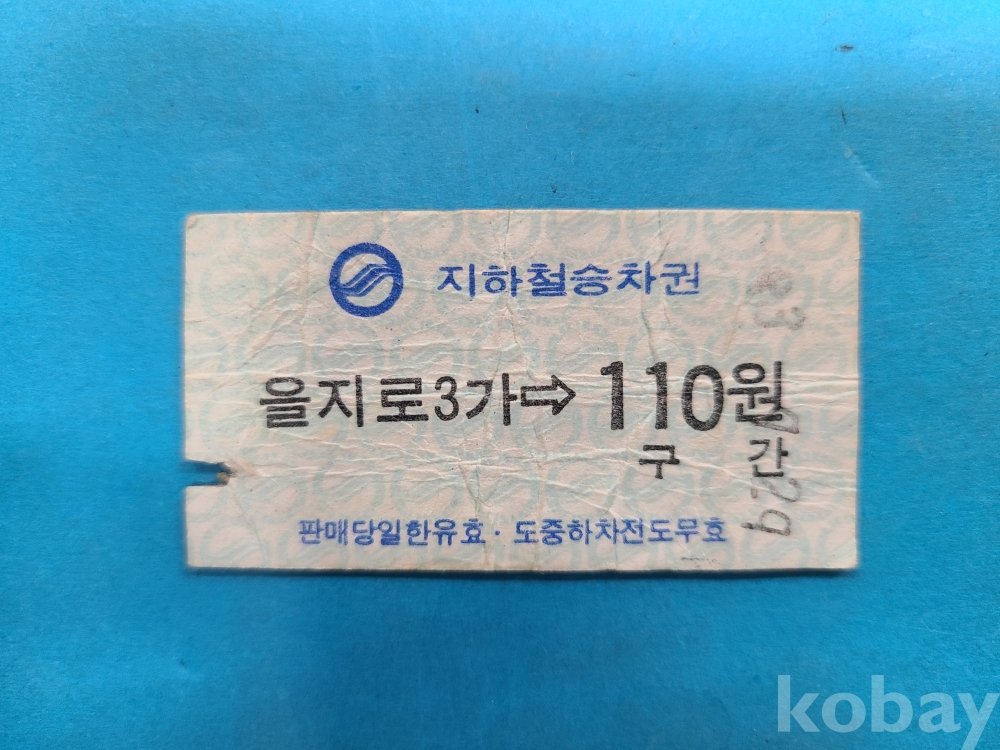 지하철승차권
을지로3가⇨ 110원
구간
판매당일한유효·도중하차전도무효
29
kobay